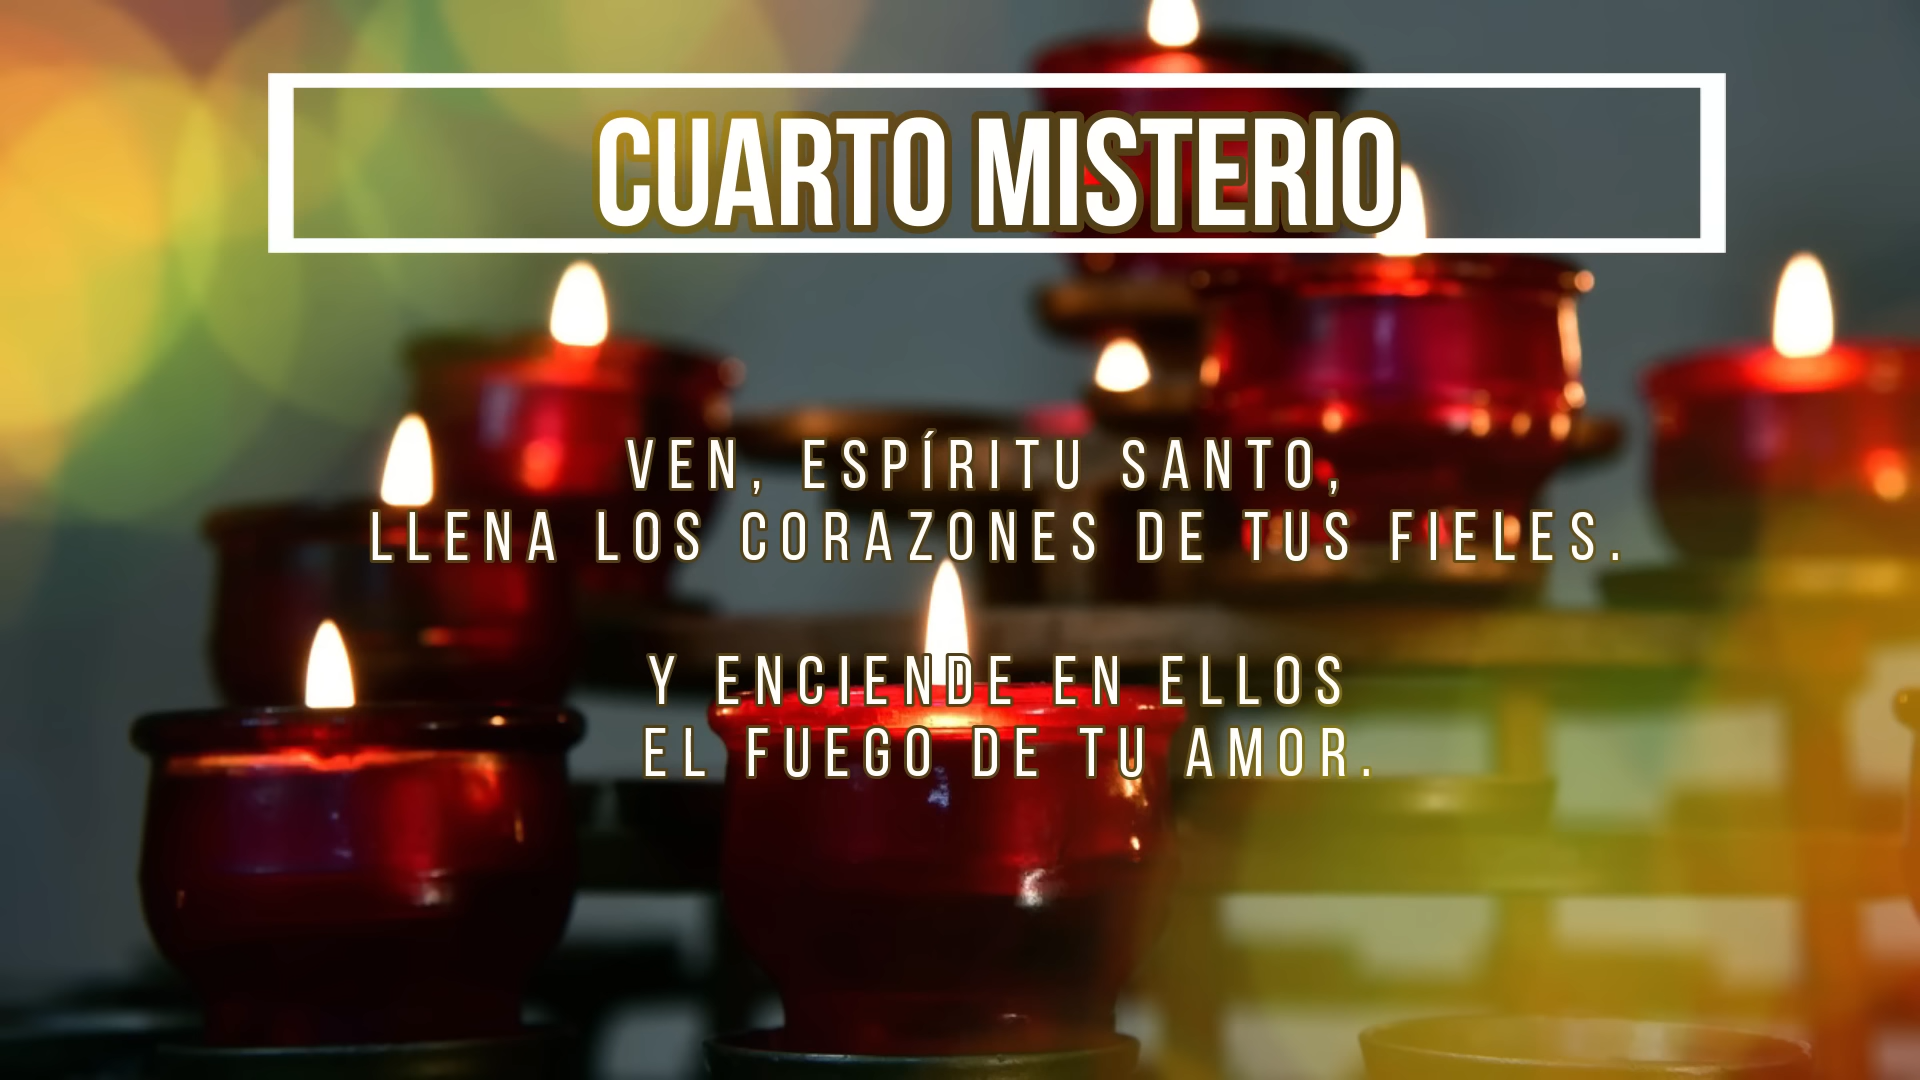 CUARTO MISTERIO
VEN, ESPÍRITU SANTO,
LLENA LOS CORAZONES DE TUS FIELES.
Y ENCIENDE EN ELLOS
EL FUEGO DE TU AMOR.